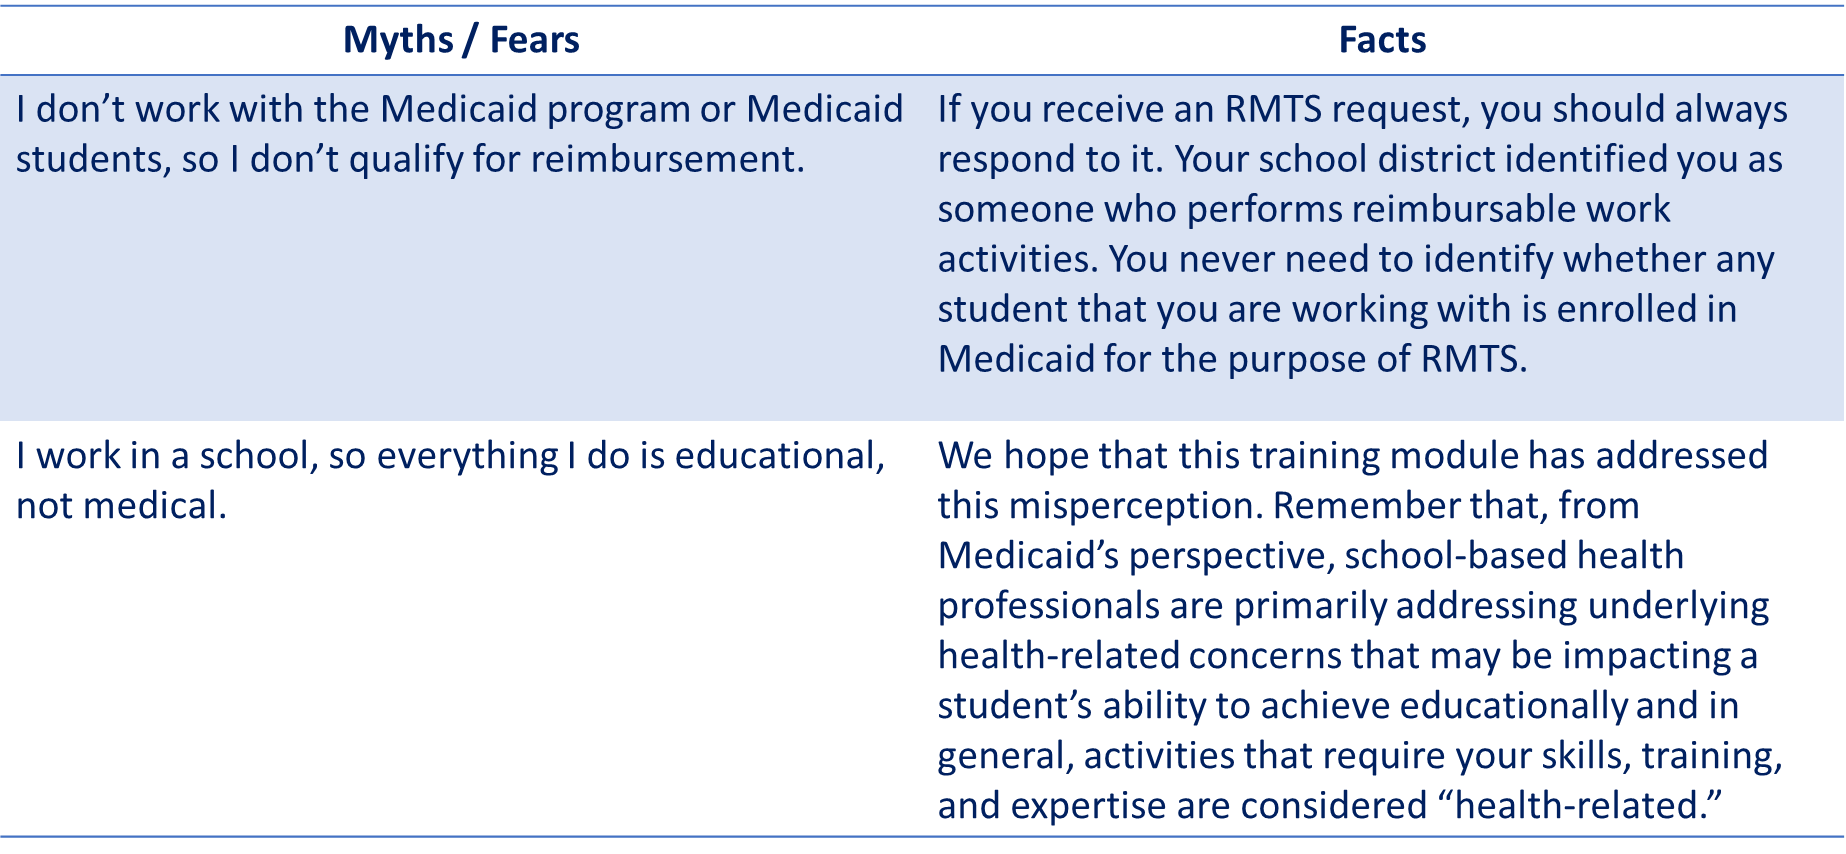 Myths / Fears
Facts
I don’t work with the Medicaid program or Medicaid
students, so I don’t qualify for reimbursement.
If you receive an RMTS request, you should always
respond to it. Your school district identified you as
someone who performs reimbursable work
activities. You never need to identify whether any
student that you are working with is enrolled in
Medicaid for the purpose of RMTS.
I work in a school, so everything I do is educational,
not medical.
We hope that this training module has addressed
this misperception. Remember that, from
Medicaid’s perspective, school-based health
professionals are primarily addressing underlying
health-related concerns that may be impacting a
student’s ability to achieve educationally and in
general, activities that require your skills, training,
and expertise are considered “health-related.”